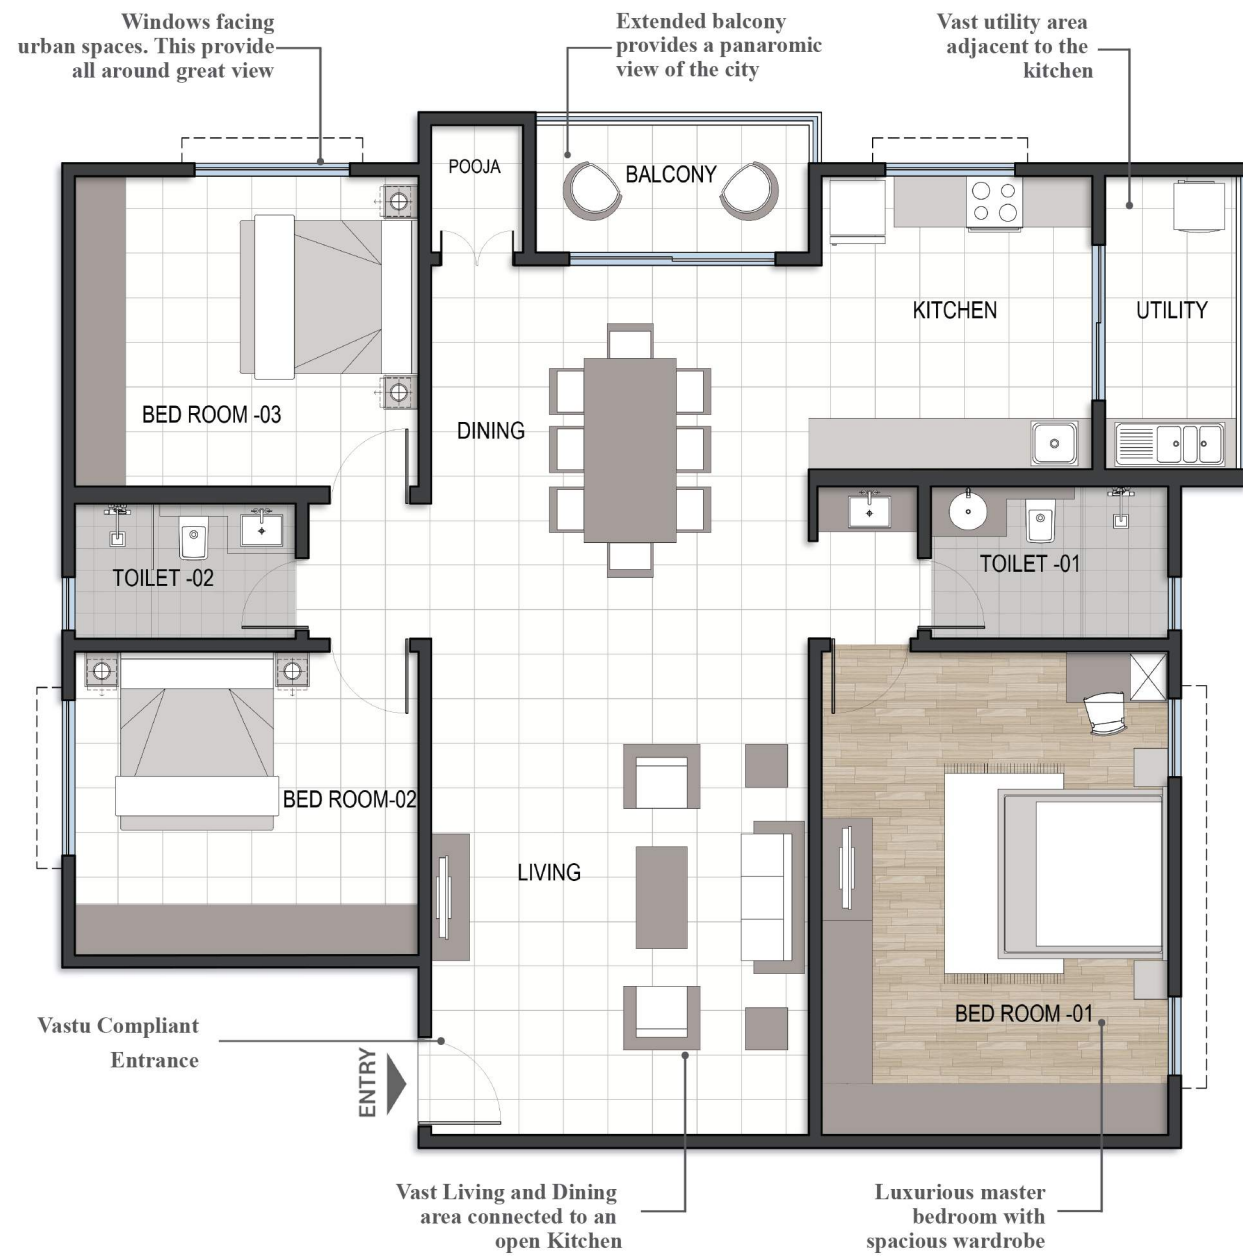 Windows facing
urban spaces. This provide
all around great view
Extended balcony
provides a panaromic
view of the city
Vast utility area
adjacent to the
kitchen
POOJA
BALCONY
KITCHEN
UTILITY
BED ROOM -03
DINING
TOILET -02
TOILET -01
BED ROOM-02
LIVING
BED ROOM -01
Vastu Compliant
Entrance
ENTRY
Vast Living and Dining
area connected to an
open Kitchen
Luxurious master
bedroom with
spacious wardrobe